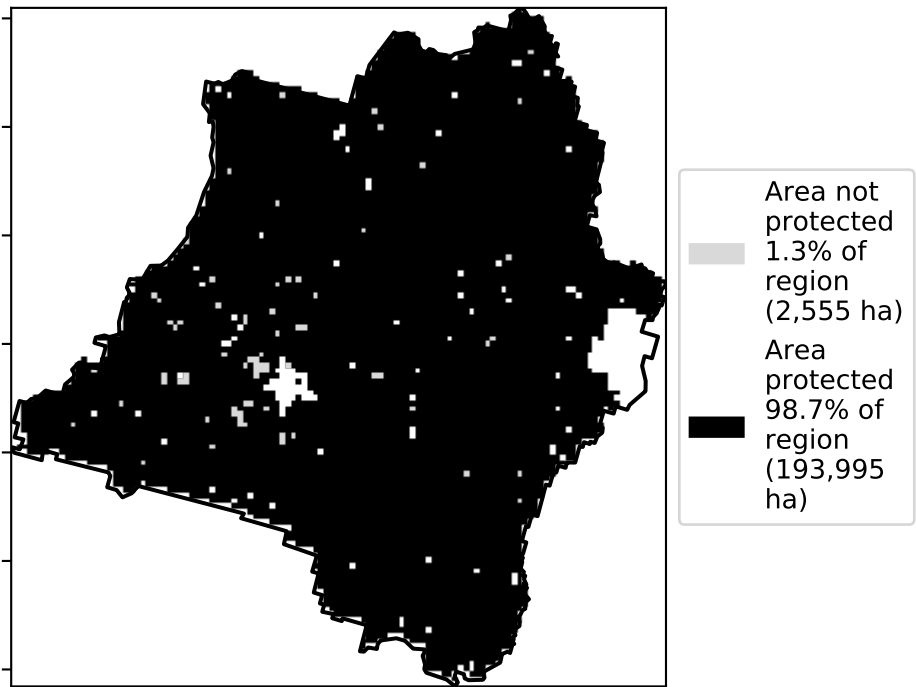 Area not
protected
1.3% of
region
(2,555 ha)
Area
protected
98.7% of
region
(193,995
ha)